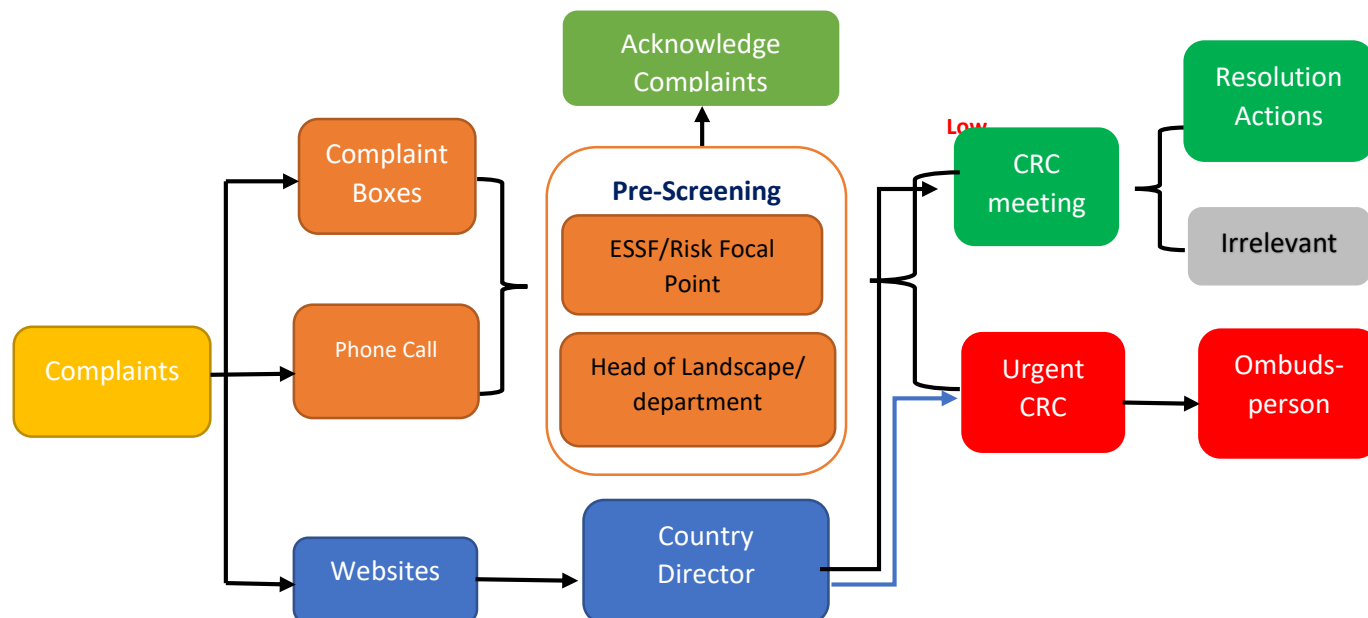 Acknowledge
Complaints
Resolution
Actions
Low
Complaint
Boxes
CRC
meeting
Pre-Screening
ESSF/Risk Focal
Point
Irrelevant
Phone Call
Complaints
Head of Landscape/
department
Urgent
CRC
Ombuds-
person
Websites
Country
Director